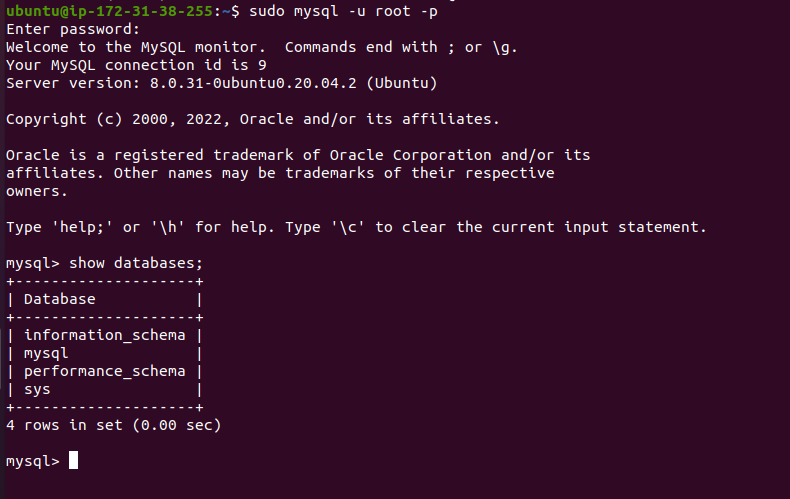 ubuntu@ip-172-31-38-255:~$ sudo mysql -u root -p
Enter password:
Welcome to the MySQL monitor.  Commands end with ; or \g.
Your MySQL connection id is 9
Server version: 8.0.31-0ubuntu0.20.04.2 (Ubuntu)
Copyright (c) 2000, 2022, Oracle and/or its affiliates.
Oracle is a registered trademark of Oracle Corporation and/or its
affiliates. Other names may be trademarks of their respective
owners.
Type 'help;' or '\h' for help. Type '\c' to clear the current input statement.
mysql> show databases;
+--------------------+
| Database           |
+--------------------+
| information_schema |
| mysql              |
| performance_schema |
| sys                |
+--------------------+
4 rows in set (0.00 sec)
mysql>